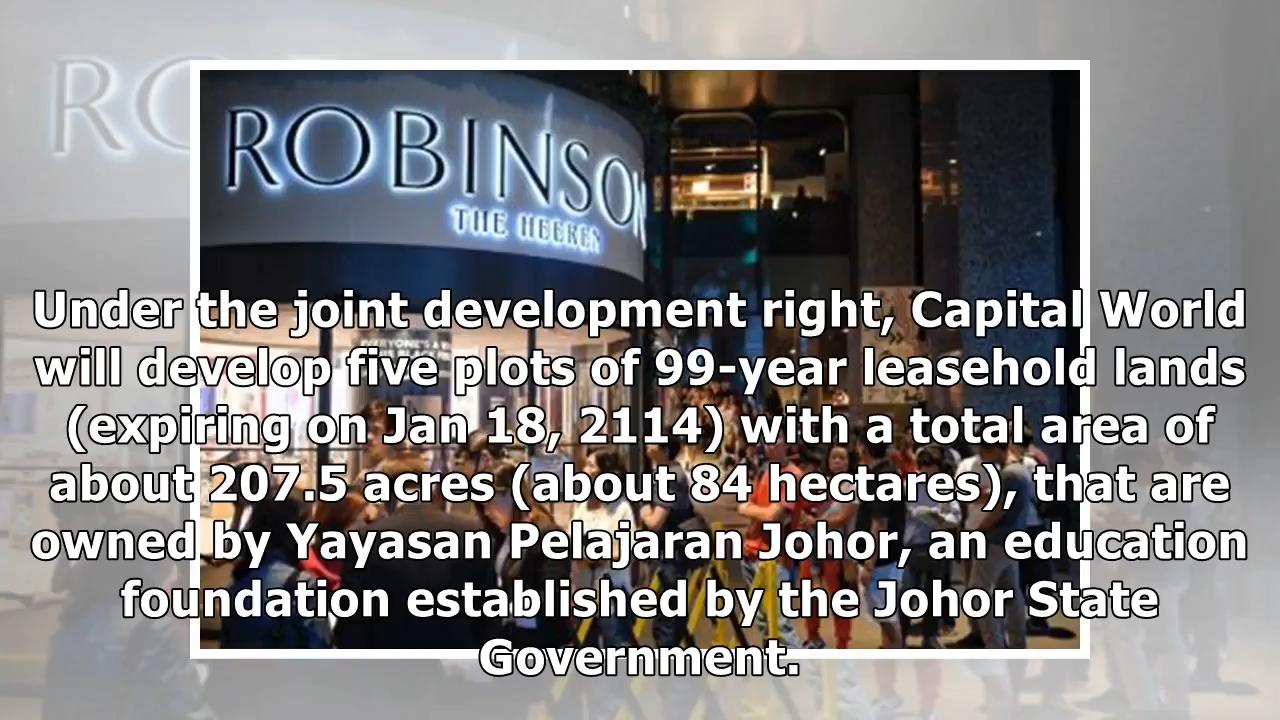 ROBINSON
THE HEEREN
Under the joint development right, Capital World
will develop five plots of 99-year leasehold lands
(expiring on Jan 18, 2114) with a total area of
about 207.5 acres (about 84 hectares), that are
owned by Yayasan Pelajaran Johor, an education
foundation established by the Johor State
Government.